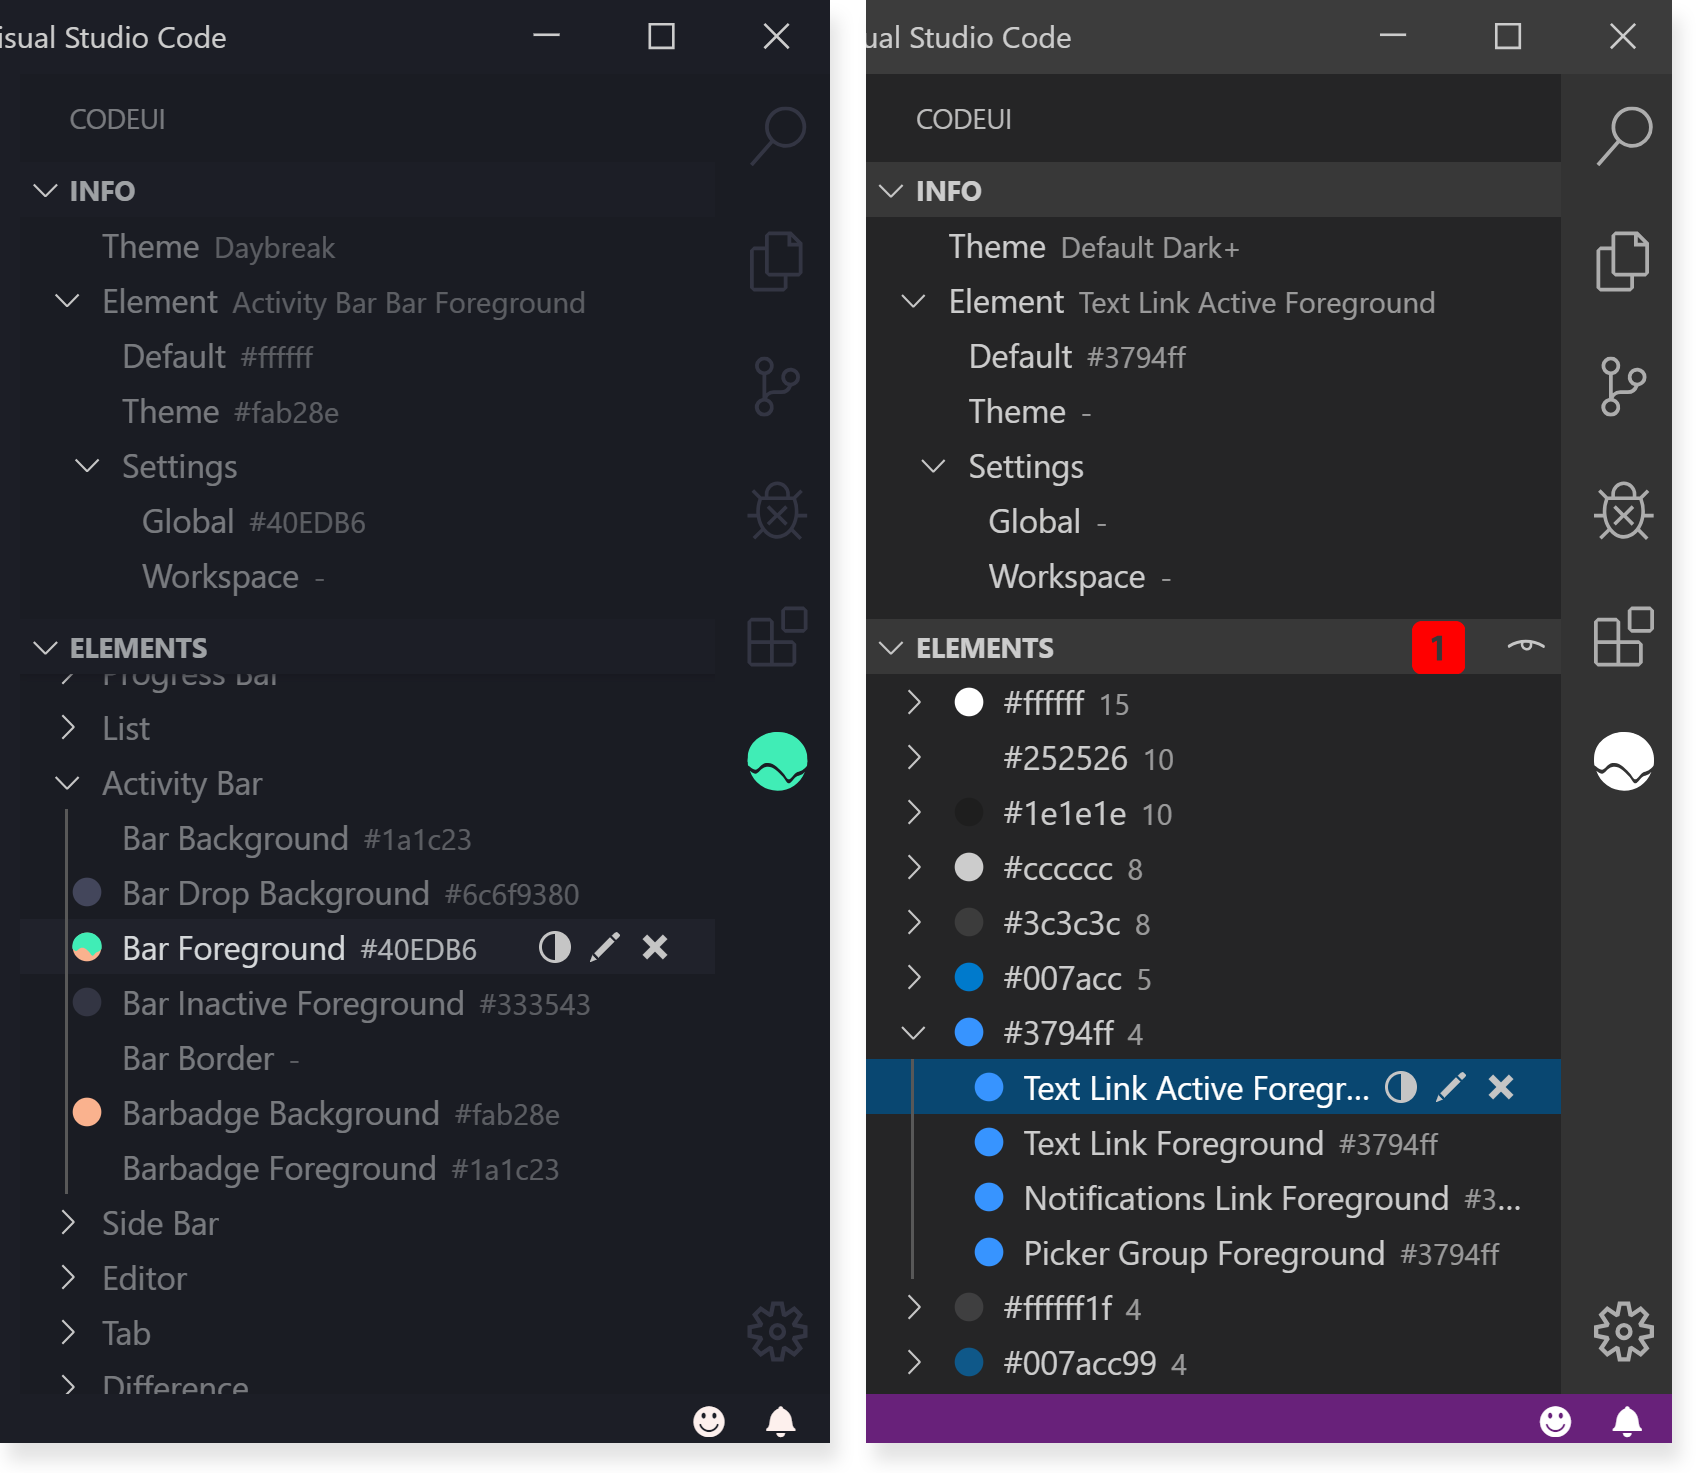 isual Studio Code
CODEUI
INFO
Theme Daybreak
Element Activity Bar Bar Foreground
Default #ffffff
Theme #fab28e
Settings
Global #40EDB6
Workspace -
ELEMENTS
Progress Bar
List
Activity Bar
Bar Background #1a1c23
Bar Drop Background #6c6f9380
Bar Foreground #40EDB6
Bar Inactive Foreground #333543
Bar Border -
Barbadge Background #fab28e
Barbadge Foreground #1a1c23
Side Bar
Editor
Tab
Difference
ual Studio Code
CODEUI
INFO
Theme Default Dark+
Element Text Link Active Foreground
Default #3794ff
Theme -
Settings
Global -
Workspace -
ELEMENTS 1
#ffffff 15
#252526 10
#1e1e1e 10
#cccccc 8
#3c3c3c 8
#007acc 5
#3794ff 4
Text Link Active Foregr...
Text Link Foreground #3794ff
Notifications Link Foreground #3...
Picker Group Foreground #3794ff
#ffffff1f 4
#007acc99 4